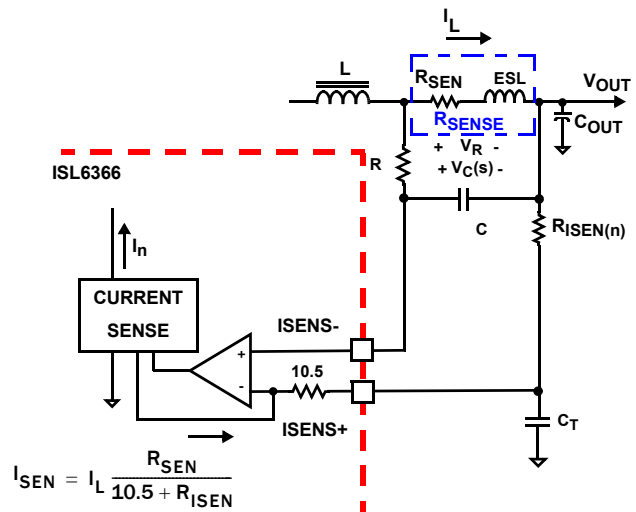 I_L
L
R_SEN
ESL
V_OUT
R_SENSE
C_OUT
+ V_R -
+ V_C(s) -
ISL6366
R
C
R_ISEN(n)
I_n
CURRENT
SENSE
ISENS-
+
10.5
-
ISENS+
C_T
I_SEN = I_L R_SEN / 10.5 + R_ISEN